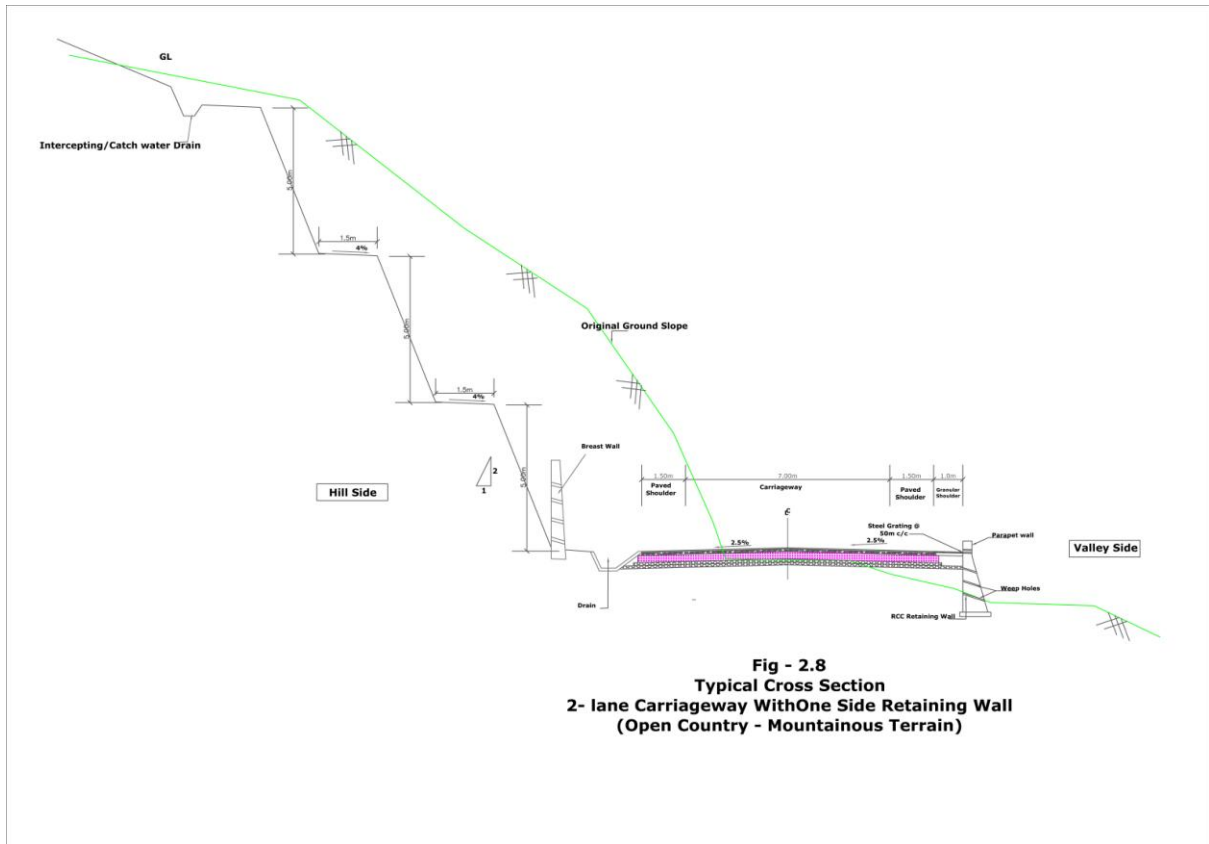 GL
Intercepting/Catch water Drain
5.00m
1.5m
4%
5.00m
Original Ground Slope
1.5m
4%
Breast Wall
5.00m
2
1
Hill Side
1.50m
7.00m
1.50m
1.0m
Paved
Shoulder
Carriageway
Paved
Shoulder
Granular
Shoulder
Steel Grating @
50m c/c
2.5%
2.5%
Parapet wall
Valley Side
Drain
Weep Holes
RCC Retaining Wall
Fig - 2.8
Typical Cross Section
2- lane Carriageway WithOne Side Retaining Wall
(Open Country - Mountainous Terrain)